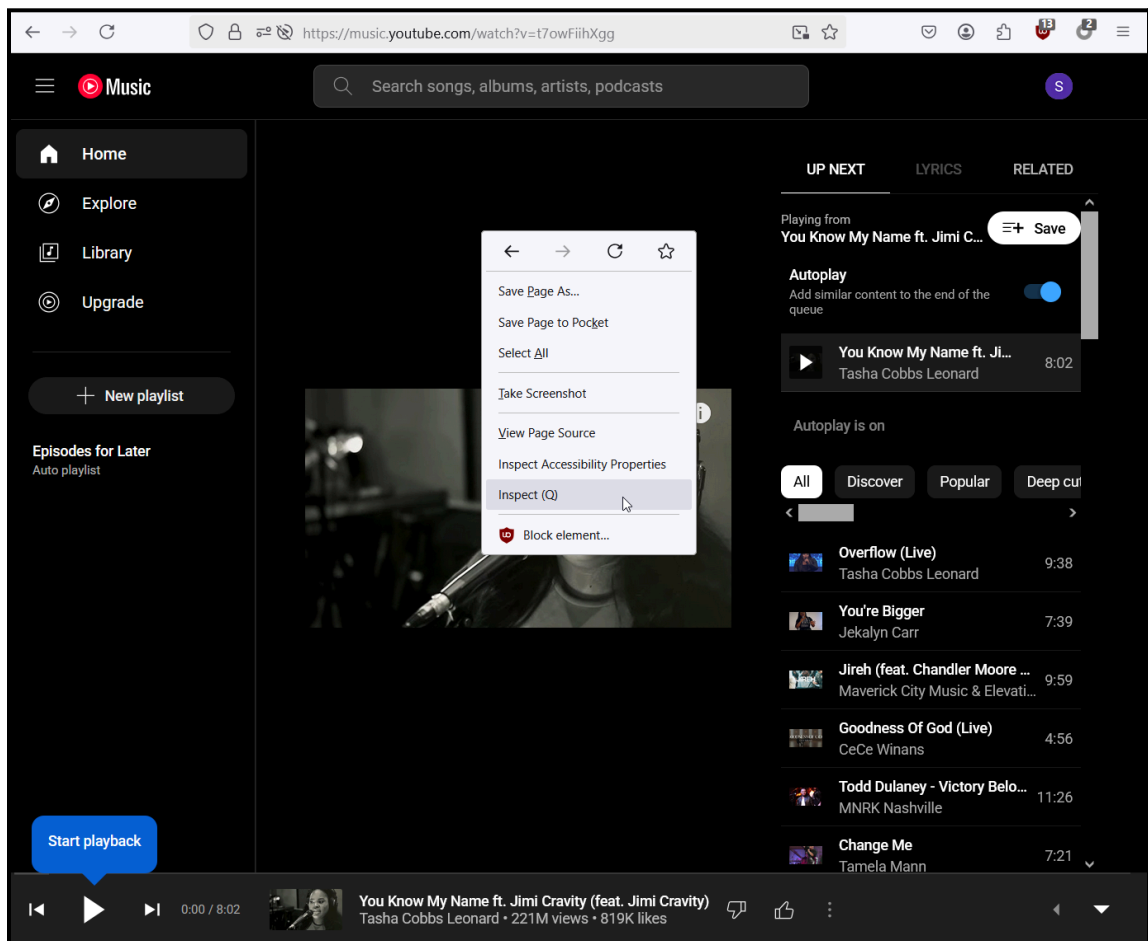 https://music.youtube.com/watch?v=t7owFiihXgg
13
2
Music
Search songs, albums, artists, podcasts
S
Home
Explore
Library
Upgrade
New playlist
Episodes for Later
Auto playlist
Save Page As...
Save Page to Pocket
Select All
Take Screenshot
View Page Source
Inspect Accessibility Properties
Inspect (Q)
Block element...
UP NEXT
LYRICS
RELATED
Playing from
You Know My Name ft. Jimi C...
Save
Autoplay
Add similar content to the end of the
queue
You Know My Name ft. Ji...
Tasha Cobbs Leonard
8:02
Autoplay is on
All
Discover
Popular
Deep cut
Overflow (Live)
Tasha Cobbs Leonard
9:38
You're Bigger
Jekalyn Carr
7:39
Jireh (feat. Chandler Moore ...
Maverick City Music & Elevati...
9:59
Goodness Of God (Live)
CeCe Winans
4:56
Todd Dulaney - Victory Belo...
MNRK Nashville
11:26
Change Me
Tamela Mann
7:21
Start playback
0:00 / 8:02
You Know My Name ft. Jimi Cravity (feat. Jimi Cravity)
Tasha Cobbs Leonard • 221M views • 819K likes